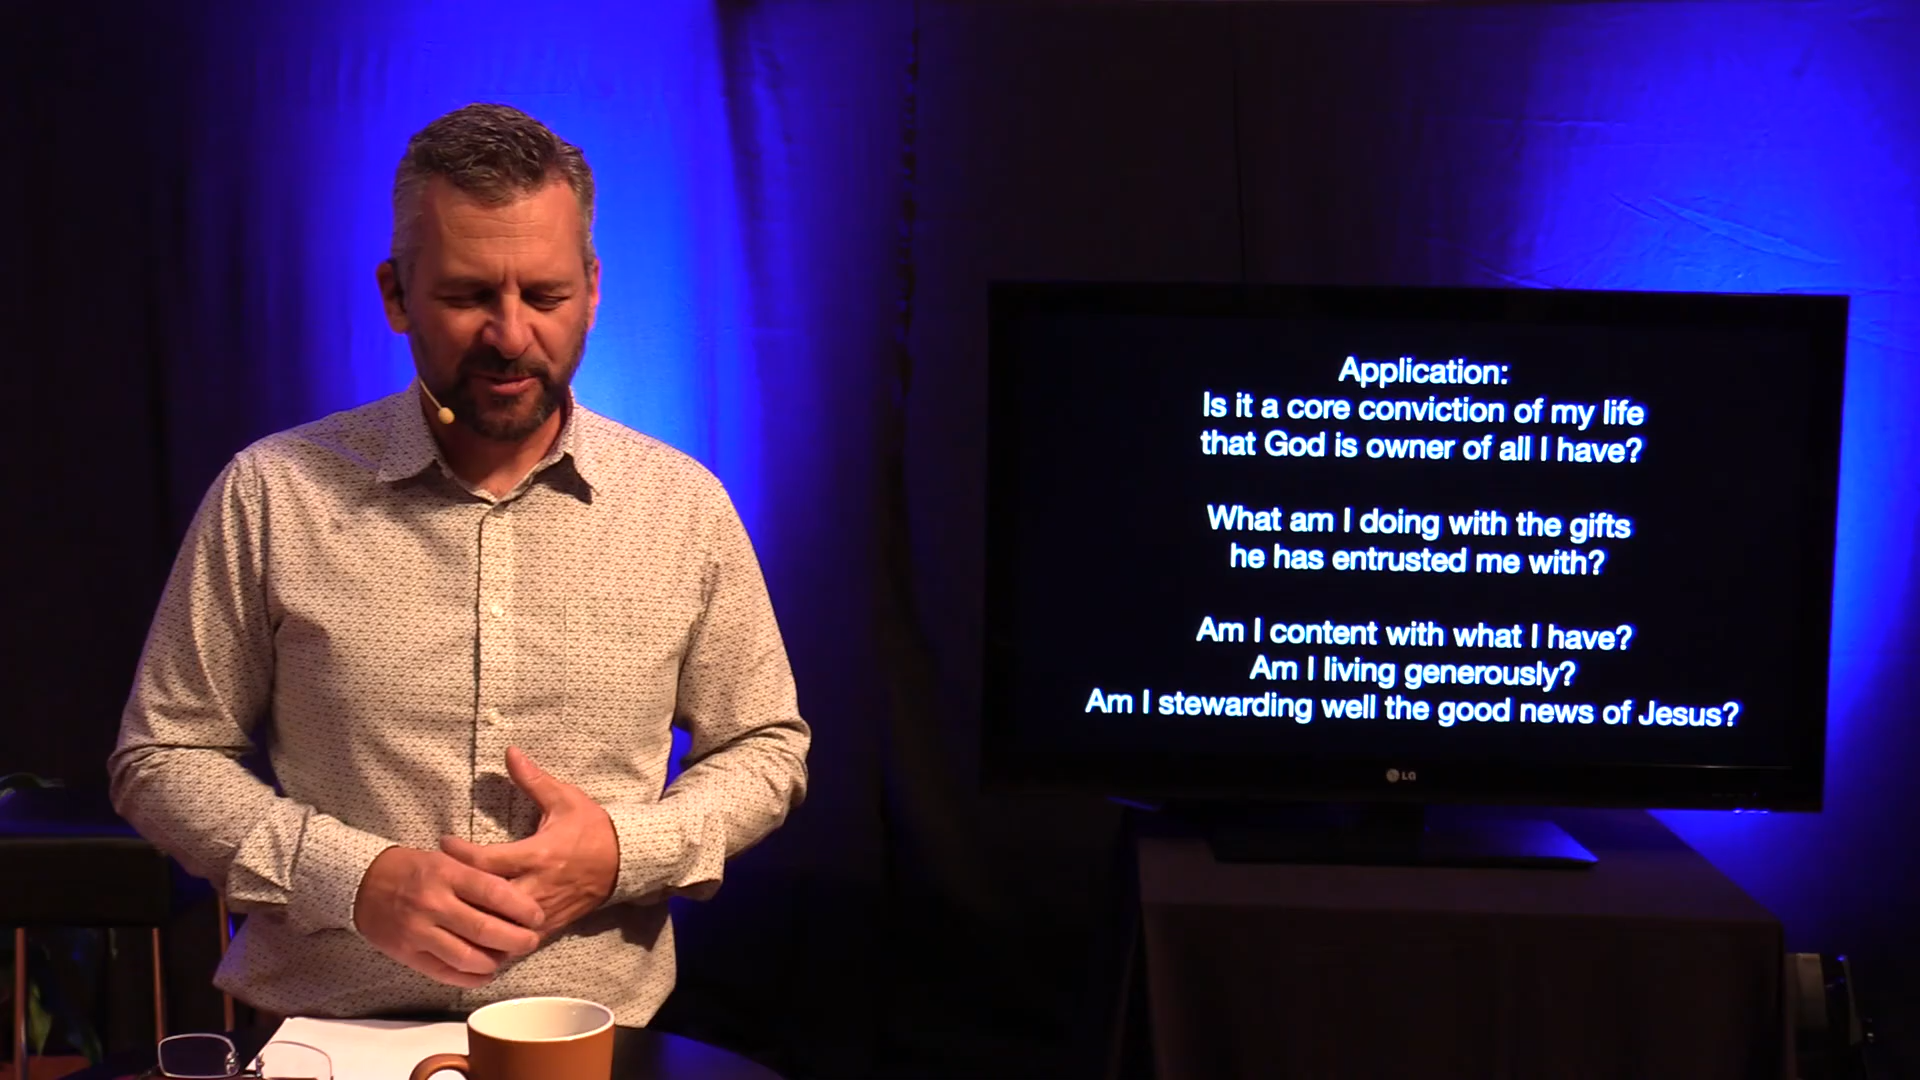 Application:
Is it a core conviction of my life
that God is owner of all I have?
What am I doing with the gifts
he has entrusted me with?
Am I content with what I have?
Am I living generously?
Am I stewarding well the good news of Jesus?
LG